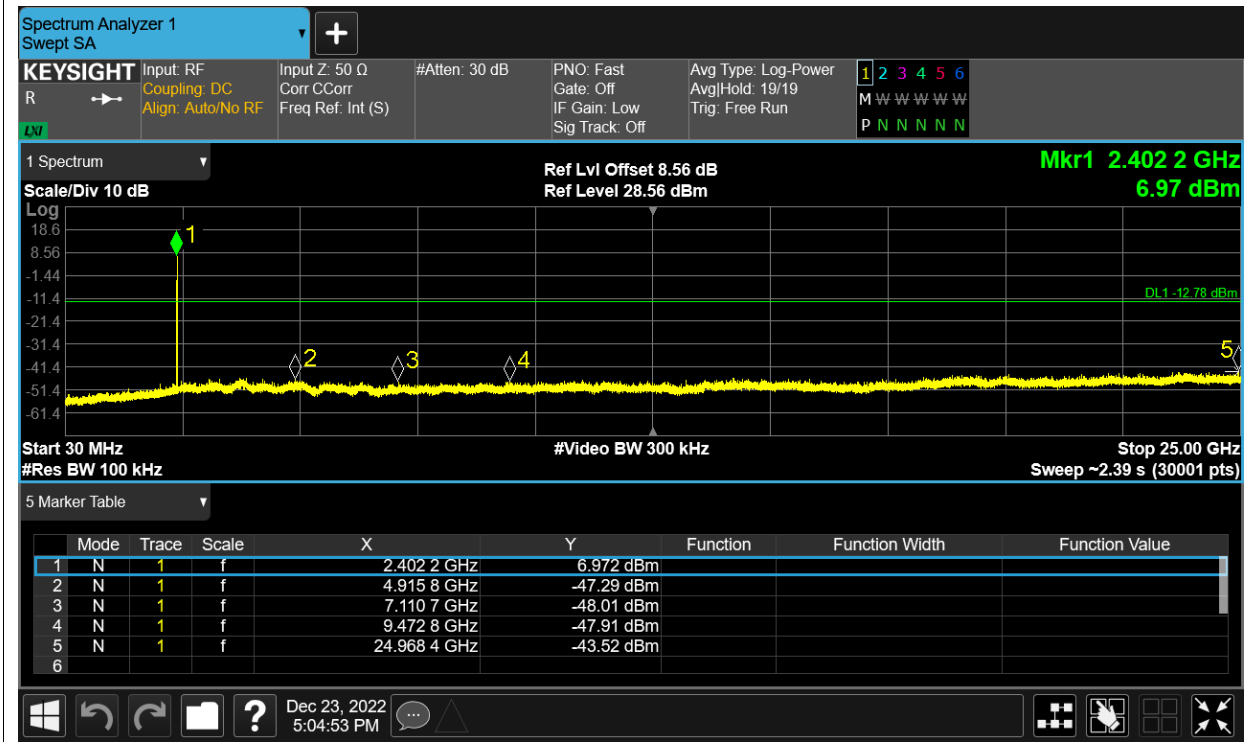 Spectrum Analyzer 1
Swept SA
KEYSIGHT
R
LXI
Input: RF
Coupling: DC
Align: Auto/No RF
Input Z: 50 Ω
Corr CCorr
Freq Ref: Int (S)
#Atten: 30 dB
PNO: Fast
Gate: Off
IF Gain: Low
Sig Track: Off
Avg Type: Log-Power
Avg|Hold: 19/19
Trig: Free Run
1 2 3 4 5 6
M W W W W W
P N N N N N
1 Spectrum
Scale/Div 10 dB
Ref Lvl Offset 8.56 dB
Ref Level 28.56 dBm
Mkr1 2.402 2 GHz
6.97 dBm
Log
18.6
8.56
-1.44
-11.4
-21.4
-31.4
-41.4
-51.4
-61.4
1
2
3
4
5
DL1 -12.78 dBm
Start 30 MHz
#Video BW 300 kHz
Stop 25.00 GHz
#Res BW 100 kHz
Sweep ~2.39 s (30001 pts)
5 Marker Table
Mode Trace Scale X Y Function Function Width Function Value
1 N 1 f 2.402 2 GHz 6.972 dBm
2 N 1 f 4.915 8 GHz -47.29 dBm
3 N 1 f 7.110 7 GHz -48.01 dBm
4 N 1 f 9.472 8 GHz -47.91 dBm
5 N 1 f 24.968 4 GHz -43.52 dBm
6
?
Dec 23, 2022
5:04:53 PM